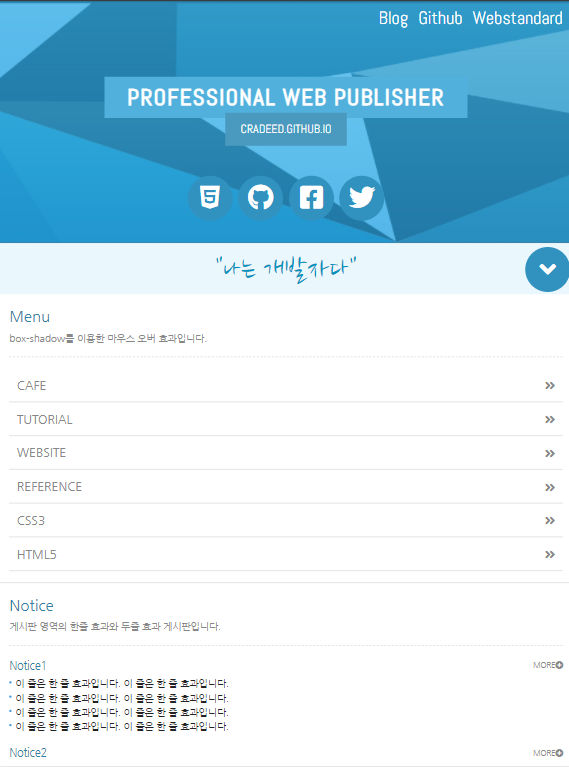 Blog Github Webstandard
PROFESSIONAL WEB PUBLISHER
CRADEED.GITHUB.IO
"나는 개발자다"
Menu
box-shadow를 이용한 마우스 오버 효과입니다.
CAFE
TUTORIAL
WEBSITE
REFERENCE
CSS3
HTML5
Notice
게시판 영역의 한줄 효과와 두줄 효과 게시판입니다.
Notice1 MORE
이 줄은 한 줄 효과입니다. 이 줄은 한 줄 효과입니다.
이 줄은 한 줄 효과입니다. 이 줄은 한 줄 효과입니다.
이 줄은 한 줄 효과입니다. 이 줄은 한 줄 효과입니다.
이 줄은 한 줄 효과입니다. 이 줄은 한 줄 효과입니다.
Notice2 MORE